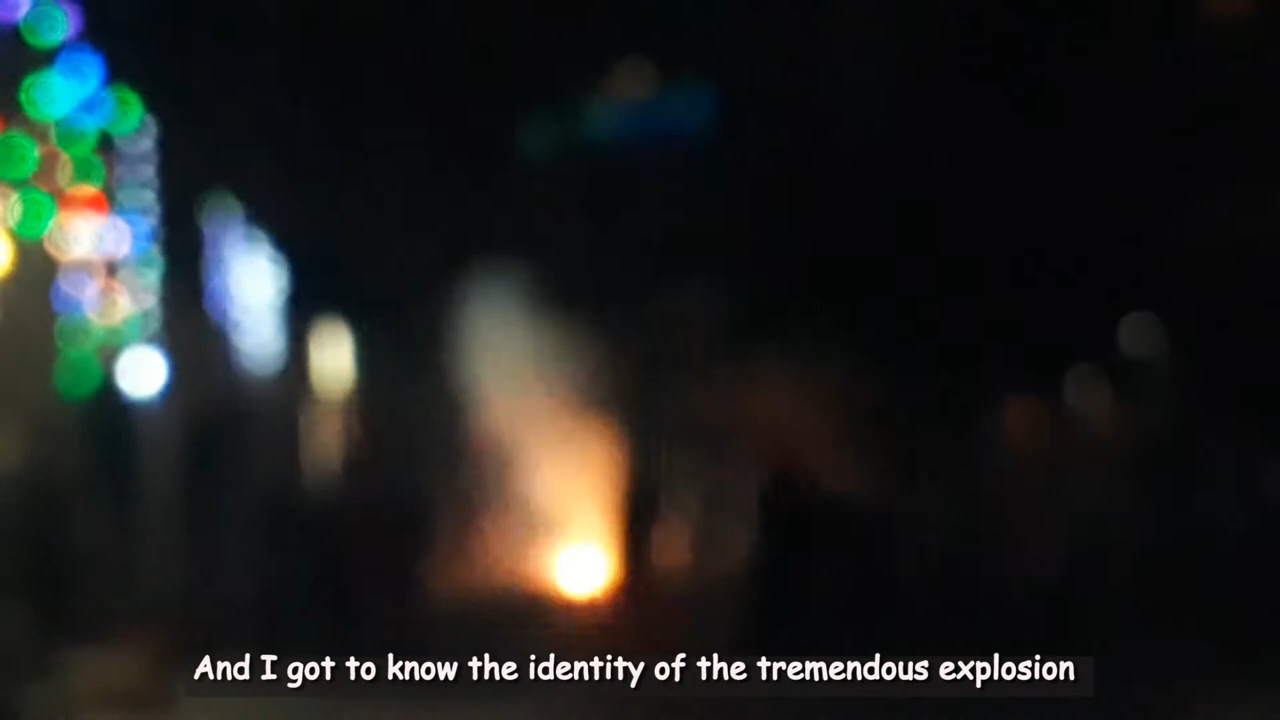 And I got to know the identity of the tremendous explosion